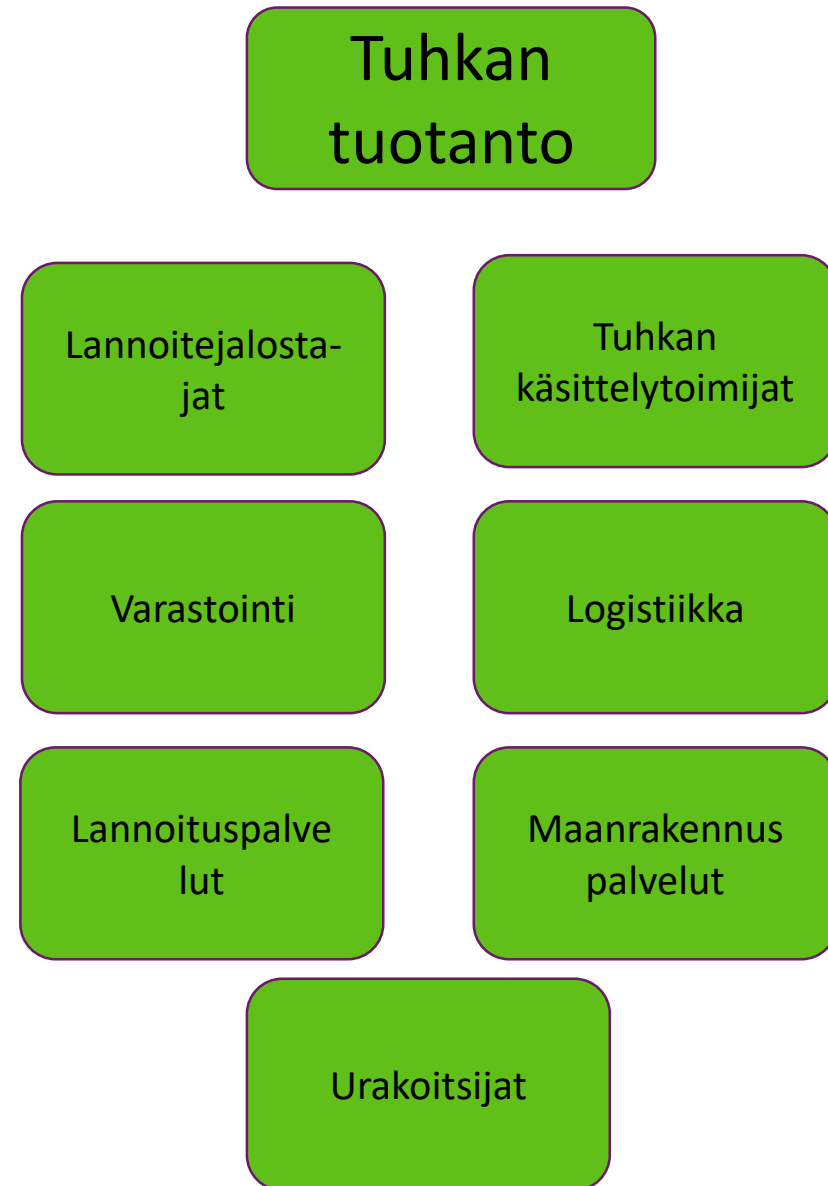 Tuhkan
tuotanto
Lannoitejalosta-
jat
Tuhkan
käsittelytoimijat
Varastointi
Logistiikka
Lannoituspalve
lut
Maanrakennus
palvelut
Urakoitsijat